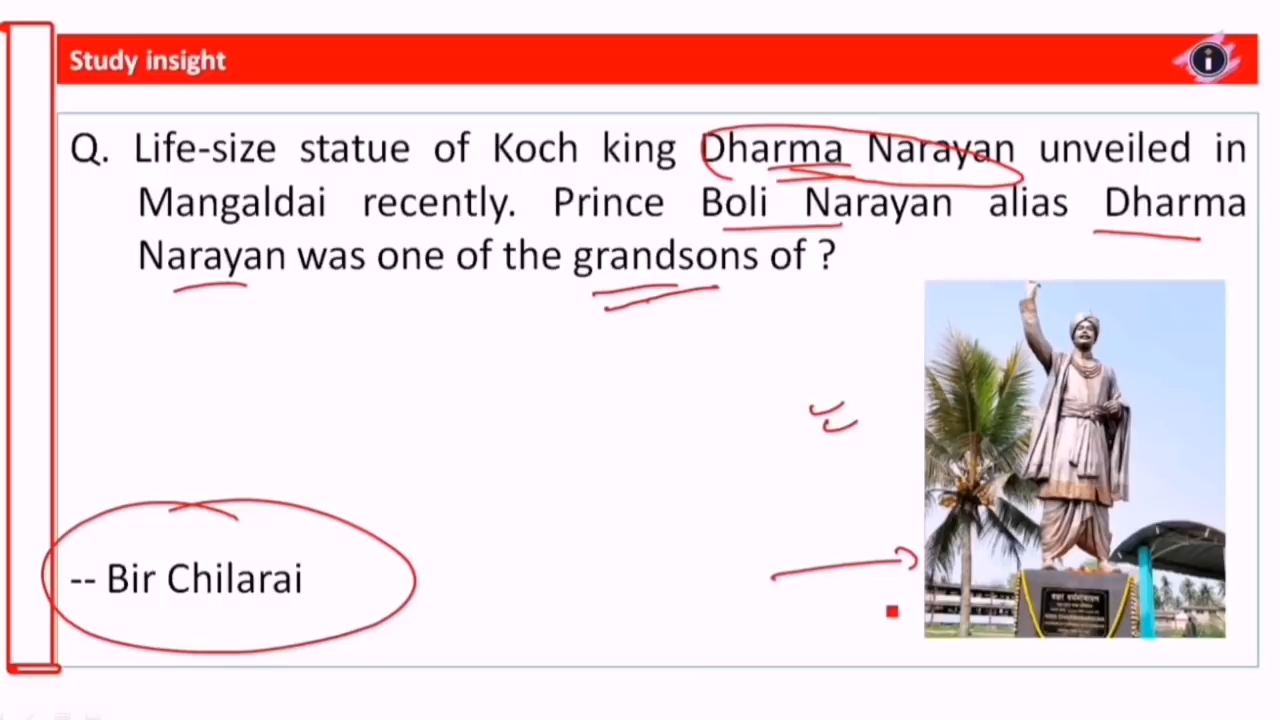 Study insight
Q. Life-size statue of Koch king Dharma Narayan unveiled in
Mangaldai recently. Prince Boli Narayan alias Dharma
Narayan was one of the grandsons of ?
-- Bir Chilarai